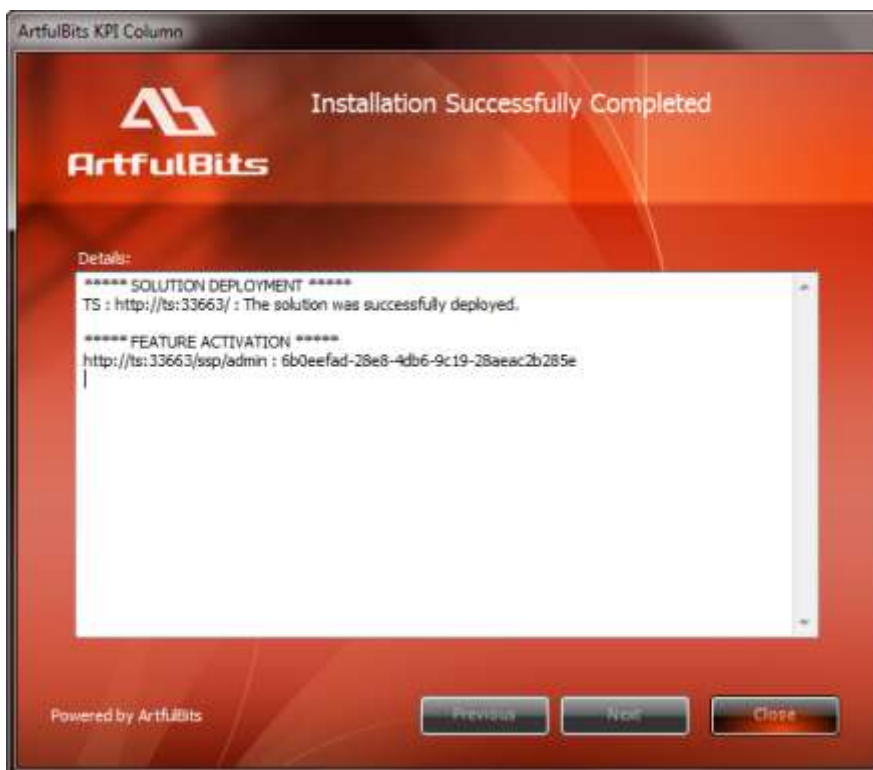 ArtfulBits KPI Column
Installation Successfully Completed
ArtfulBits
Details:
***** SOLUTION DEPLOYMENT *****
TS : http://ts:33663/ : The solution was successfully deployed.
***** FEATURE ACTIVATION *****
http://ts:33663/ssp/admin : 6b0eefad-28e8-4db6-9c19-28aeac2b285e
Powered by ArtfulBits
Previous
Next
Close